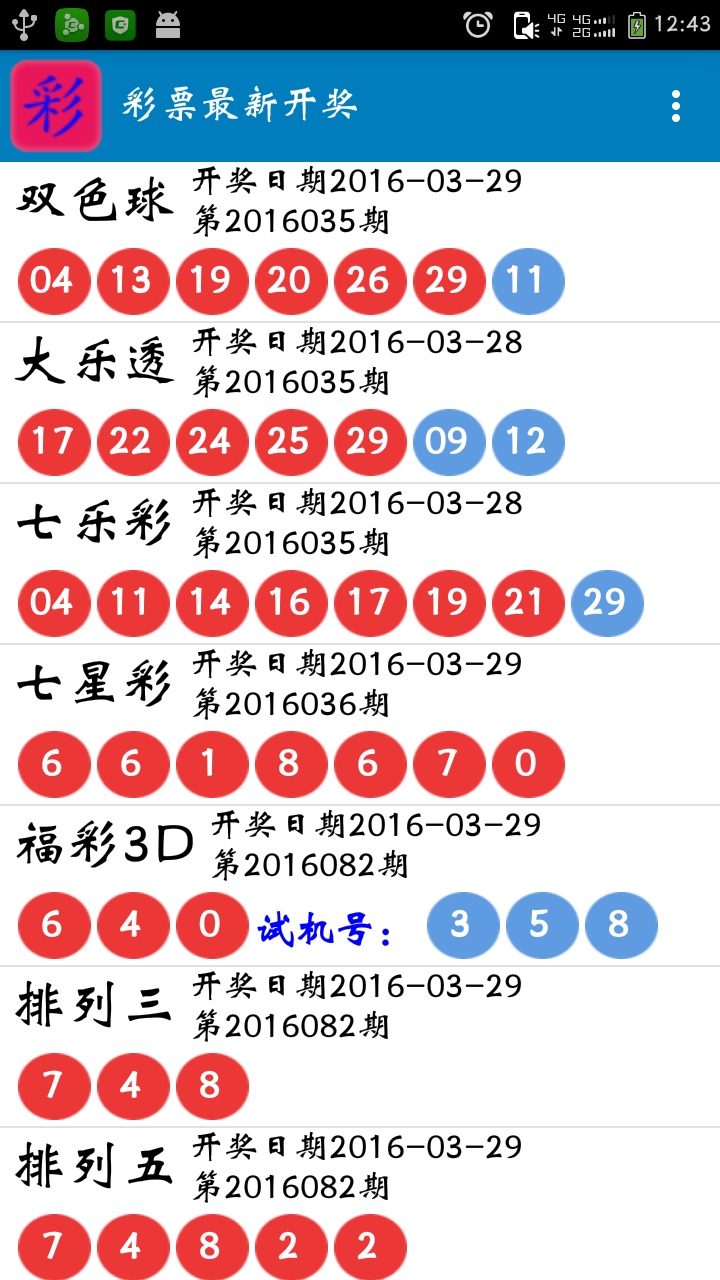 4G 4G 2G 12:43
彩 彩票最新开奖
双色球 开奖日期2016-03-29
第2016035期
04 13 19 20 26 29 11
大乐透 开奖日期2016-03-28
第2016035期
17 22 24 25 29 09 12
七乐彩 开奖日期2016-03-28
第2016035期
04 11 14 16 17 19 21 29
七星彩 开奖日期2016-03-29
第2016036期
6 6 1 8 6 7 0
福彩3D 开奖日期2016-03-29
第2016082期
6 4 0 试机号： 3 5 8
排列三 开奖日期2016-03-29
第2016082期
7 4 8
排列五 开奖日期2016-03-29
第2016082期
7 4 8 2 2